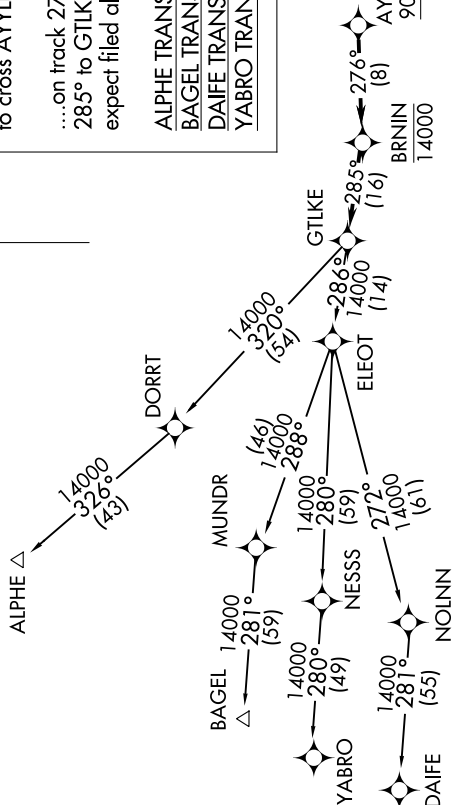 to cross AYYL
....on track 27
285° to GTLK
expect filed al
ALPHE TRANS
BAGEL TRAN
DAIFE TRANS
YABRO TRAN
AY
90
276°
(8)
BRNIN
14000
285°
(16)
GTLKE
286°
14000
(14)
ELEOT
14000
320°
(54)
DORRT
14000
326°
(43)
ALPHE
(46)
14000
288°
MUNDR
14000
281°
(59)
BAGEL
14000
280°
(59)
NESSS
14000
280°
(49)
YABRO
272°
14000
(61)
NOLNN
14000
281°
(55)
DAIFE